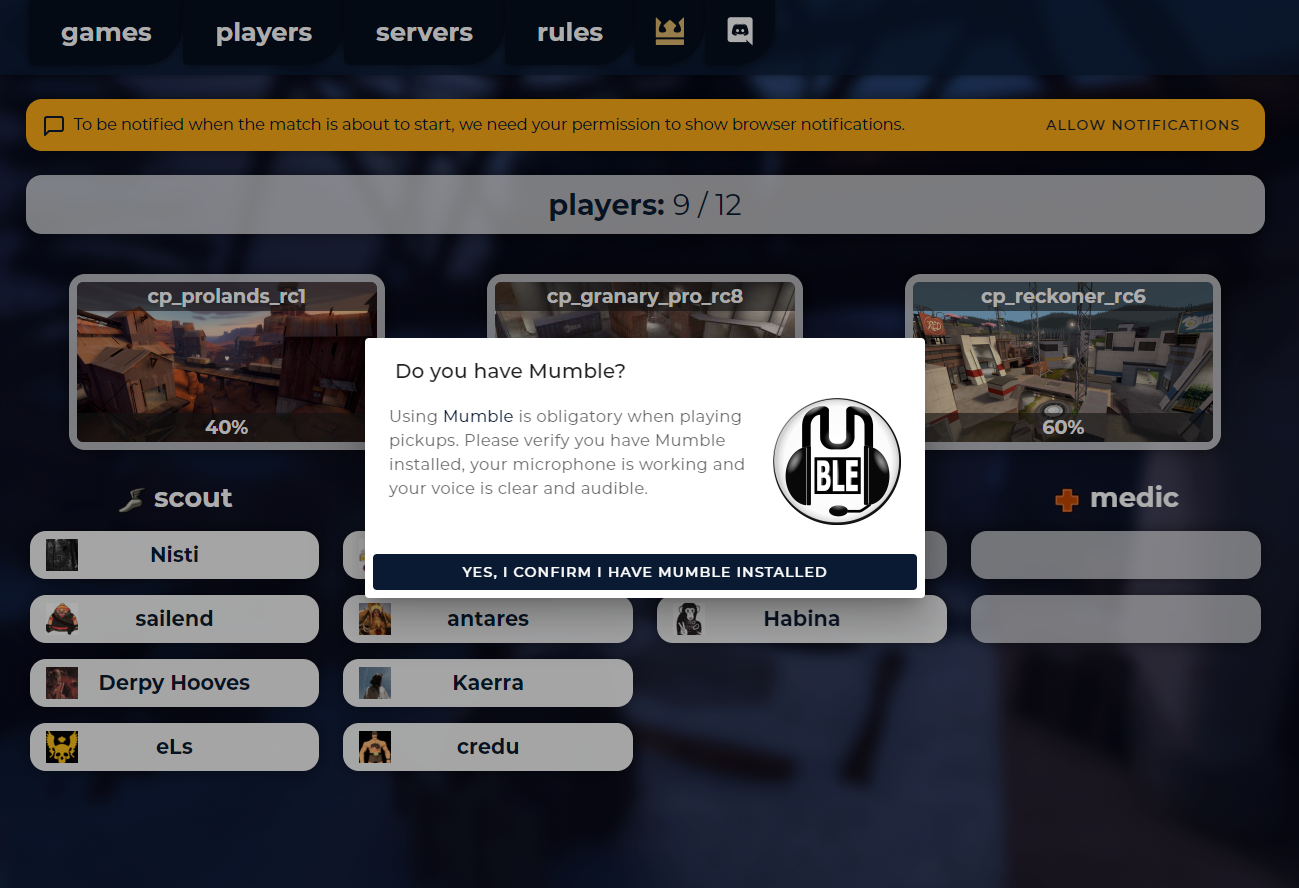 games players servers rules
To be notified when the match is about to start, we need your permission to show browser notifications. ALLOW NOTIFICATIONS
players: 9 / 12
cp_prolands_rc1 cp_granary_pro_rc8 cp_reckoner_rc6
RED
Do you have Mumble?
Using Mumble is obligatory when playing
pickups. Please verify you have Mumble
installed, your microphone is working and
your voice is clear and audible.
BLE
40% 60%
scout medic
YES, I CONFIRM I HAVE MUMBLE INSTALLED
Nisti
sailend antares Habina
Derpy Hooves Kaerra
eLs credu